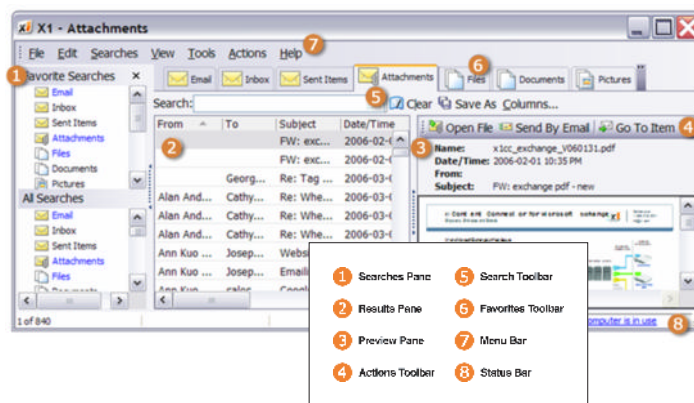 X1 - Attachments
File Edit Searches View Tools Actions Help 7
1 Favorite Searches ×
Email
Inbox
Sent Items
Attachments
Files
Documents
Pictures
All Searches
Email
Inbox
Sent Items
Attachments
Files
Documents
1 of 840
Email Inbox Sent Items Attachments Files Documents Pictures
6
Search: 5 Clear Save As Columns...
From To Subject Date/Time
2 FW: exc... 2006-02-
FW: exc... 2006-02-
Georg... Re: Tag ... 2006-03-
Alan And... Cathy... Re: Whe... 2006-03-
Alan And... Cathy... Re: Whe... 2006-03-
Ann Kuo ... Josep... Websi
Ann Kuo ... Josep... Emaili
Ann Kuo
Open File Send By Email Go To Item 4
3 Name: x1cc_exchange_V060131.pdf
Date/Time: 2006-02-01 10:35 PM
From:
Subject: FW: exchange pdf - new
computer is in use 8
1 Searches Pane
2 Results Pane
3 Preview Pane
4 Actions Toolbar
5 Search Toolbar
6 Favorites Toolbar
7 Menu Bar
8 Status Bar